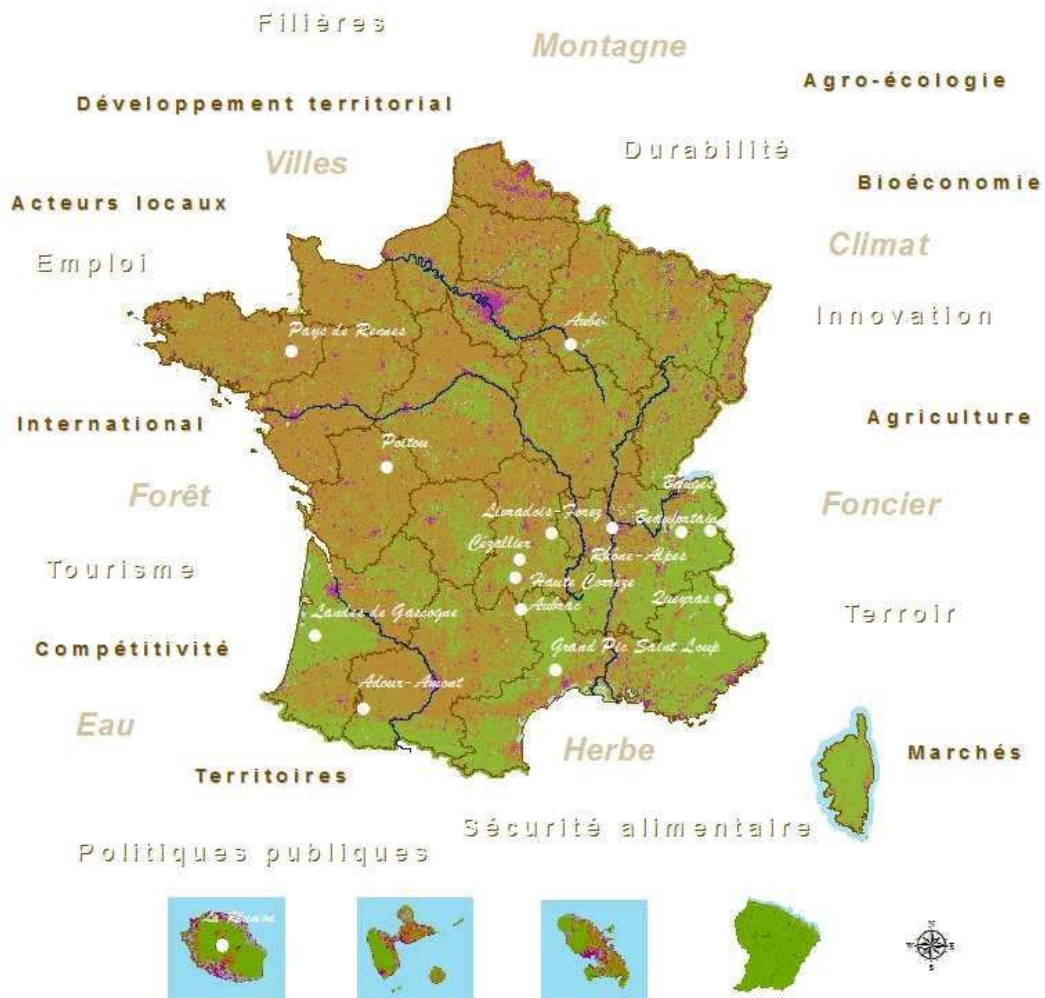 Filières
Montagne
Agro-écologie
Développement territorial
Durabilité
Villes
Bioéconomie
Acteurs locaux
Climat
Emploi
Innovation
Pays de Rennes
Aube
International
Agriculture
Poitou
Forêt
Foncier
Bauges
Livradois-Forez
Beaufortain
Cézallier
Rhône-Alpes
Tourisme
Haute Corrèze
Queyras
Aubrac
Landes de Gascogne
Terroir
Compétitivité
Grand Pic Saint Loup
Adour-Amont
Eau
Herbe
Marchés
Territoires
Sécurité alimentaire
Politiques publiques
La Réunion
N
W E
S